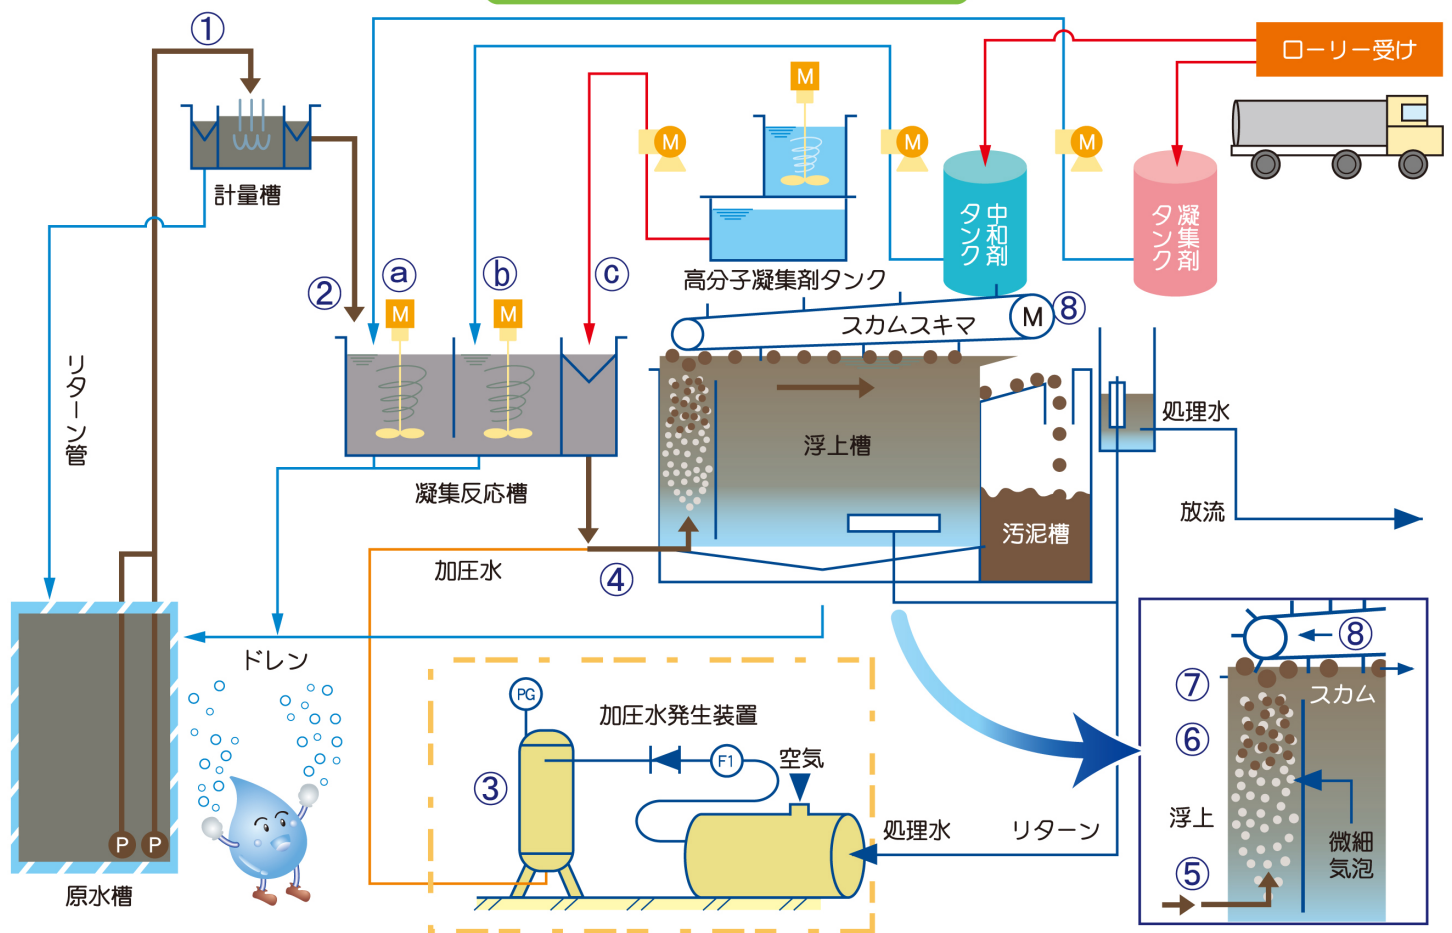 ①
ローリー受け
M
M
M
M
計量槽
中和剤
タンク
凝集剤
タンク
②
ⓐ
ⓑ
ⓒ
高分子凝集剤タンク
M
M
スカムスキマ
M
⑧
リターン管
処理水
浮上槽
凝集反応槽
放流
汚泥槽
加圧水
④
ドレン
⑧
⑦
スカム
PG
加圧水発生装置
⑥
F1
空気
③
浮上
処理水
リターン
微細
気泡
P
P
⑤
原水槽